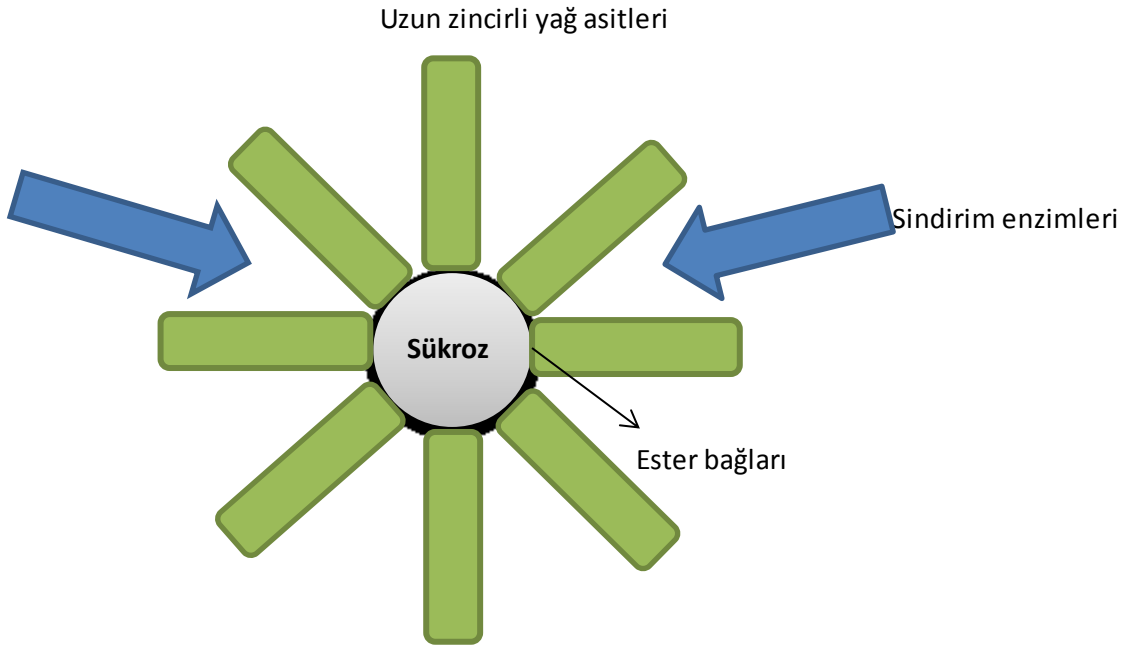 Uzun zincirli yağ asitleri
Sindirim enzimleri
Sükroz
Ester bağları